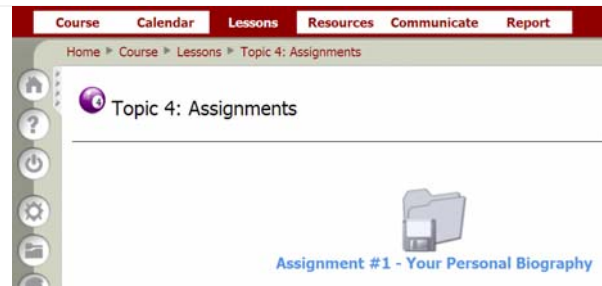 Course Calendar Lessons Resources Communicate Report
Home Course Lessons Topic 4: Assignments
4 Topic 4: Assignments
?
Assignment #1 - Your Personal Biography